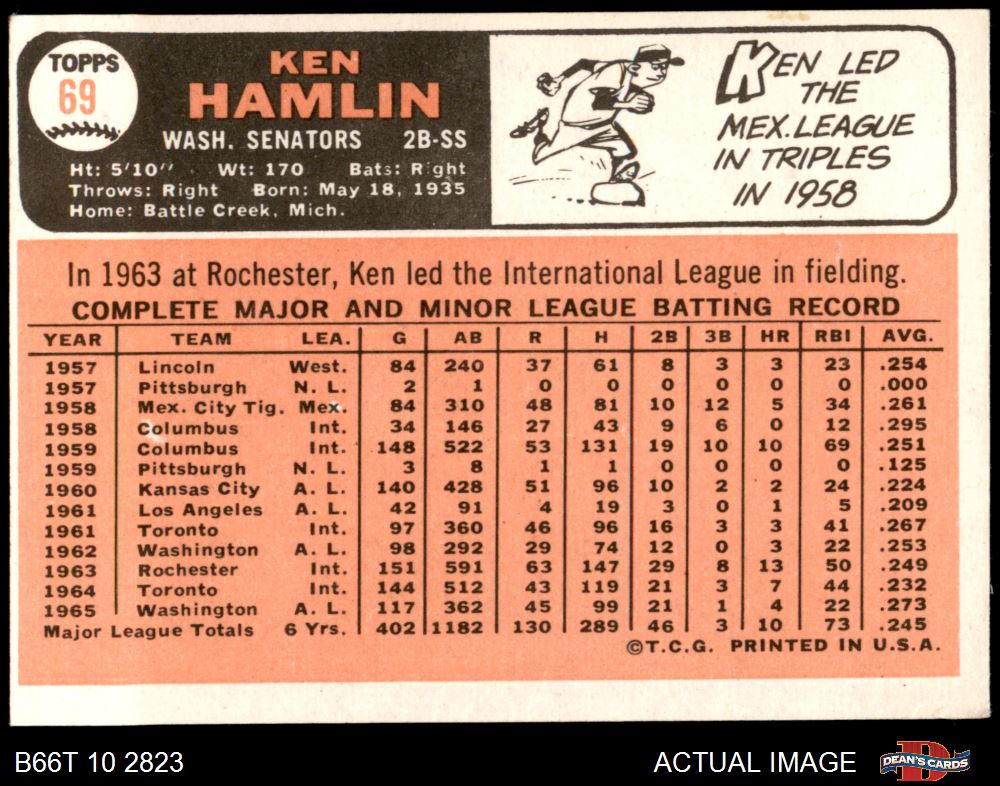 TOPPS
69
KEN
HAMLIN
WASH. SENATORS 2B-SS
Ht: 5'10" Wt: 170 Bats: Right
Throws: Right Born: May 18, 1935
Home: Battle Creek, Mich.
KEN LED
THE
MEX. LEAGUE
IN TRIPLES
IN 1958
In 1963 at Rochester, Ken led the International League in fielding.
COMPLETE MAJOR AND MINOR LEAGUE BATTING RECORD
YEAR TEAM LEA. G AB R H 2B 3B HR RBI AVG.
1957 Lincoln West. 84 240 37 61 8 3 3 23 .254
1957 Pittsburgh N. L. 2 1 0 0 0 0 0 0 .000
1958 Mex. City Tig. Mex. 84 310 48 81 10 12 5 34 .261
1958 Columbus Int. 34 146 27 43 9 6 0 12 .295
1959 Columbus Int. 148 522 53 131 19 10 10 69 .251
1959 Pittsburgh N. L. 3 8 1 1 0 0 0 0 .125
1960 Kansas City A. L. 140 428 51 96 10 2 2 24 .224
1961 Los Angeles A. L. 42 91 4 19 3 0 1 5 .209
1961 Toronto Int. 97 360 46 96 16 3 3 41 .267
1962 Washington A. L. 98 292 29 74 12 0 3 22 .253
1963 Rochester Int. 151 591 63 147 29 8 13 50 .249
1964 Toronto Int. 144 512 43 119 21 3 7 44 .232
1965 Washington A. L. 117 362 45 99 21 1 4 22 .273
Major League Totals 6 Yrs. 402 1182 130 289 46 3 10 73 .245
©T.C.G. PRINTED IN U.S.A.
B66T 10 2823
ACTUAL IMAGE
D
DEAN'S CARDS